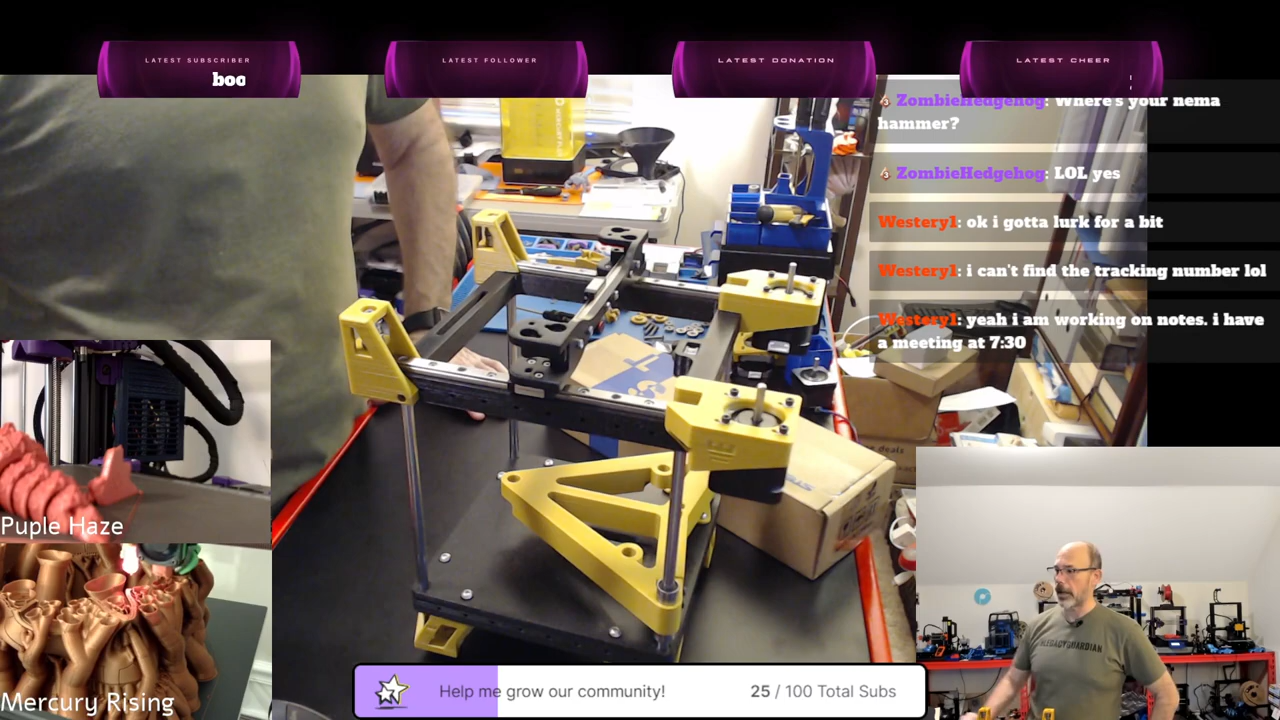 LATEST SUBSCRIBER
boo
LATEST FOLLOWER
LATEST DONATION
LATEST CHEER
ZombieHedgehog: Where's your nema
hammer?
ZombieHedgehog: LOL yes
Westery1: ok i gotta lurk for a bit
Westery1: i can't find the tracking number lol
Westery1: yeah i am working on notes. i have
a meeting at 7:30
deals
Puple Haze
LEGACYGUARDIAN
Mercury Rising
Help me grow our community!
25 / 100 Total Subs